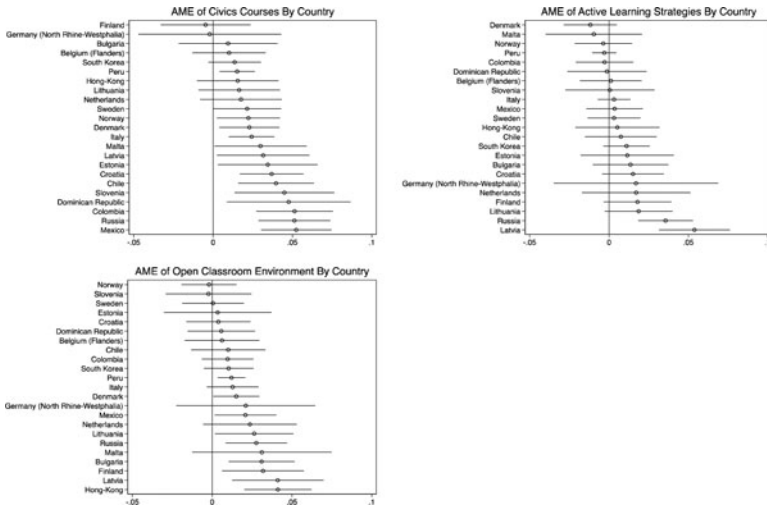 AME of Civics Courses By Country
Finland
Germany (North Rhine-Westphalia)
Bulgaria
Belgium (Flanders)
South Korea
Peru
Hong-Kong
Lithuania
Netherlands
Sweden
Norway
Denmark
Italy
Malta
Latvia
Estonia
Croatia
Chile
Slovenia
Dominican Republic
Colombia
Russia
Mexico
-.05 0 .05 .1
AME of Active Learning Strategies By Country
Denmark
Malta
Norway
Peru
Colombia
Dominican Republic
Belgium (Flanders)
Slovenia
Italy
Mexico
Sweden
Hong-Kong
Chile
South Korea
Estonia
Bulgaria
Croatia
Germany (North Rhine-Westphalia)
Netherlands
Finland
Lithuania
Russia
Latvia
-.05 0 .05 .1
AME of Open Classroom Environment By Country
Norway
Slovenia
Sweden
Estonia
Croatia
Dominican Republic
Belgium (Flanders)
Chile
Colombia
South Korea
Peru
Italy
Denmark
Germany (North Rhine-Westphalia)
Mexico
Netherlands
Lithuania
Russia
Malta
Bulgaria
Finland
Latvia
Hong-Kong
-.05 0 .05 .1